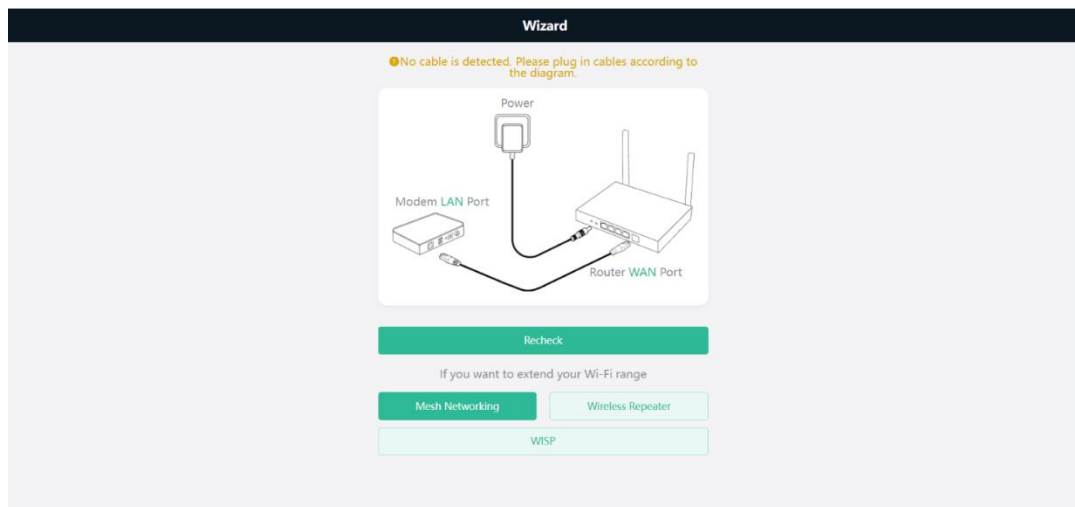 Wizard
No cable is detected. Please plug in cables according to
the diagram.
Power
Modem LAN Port
Router WAN Port
Recheck
If you want to extend your Wi-Fi range
Mesh Networking
Wireless Repeater
WISP